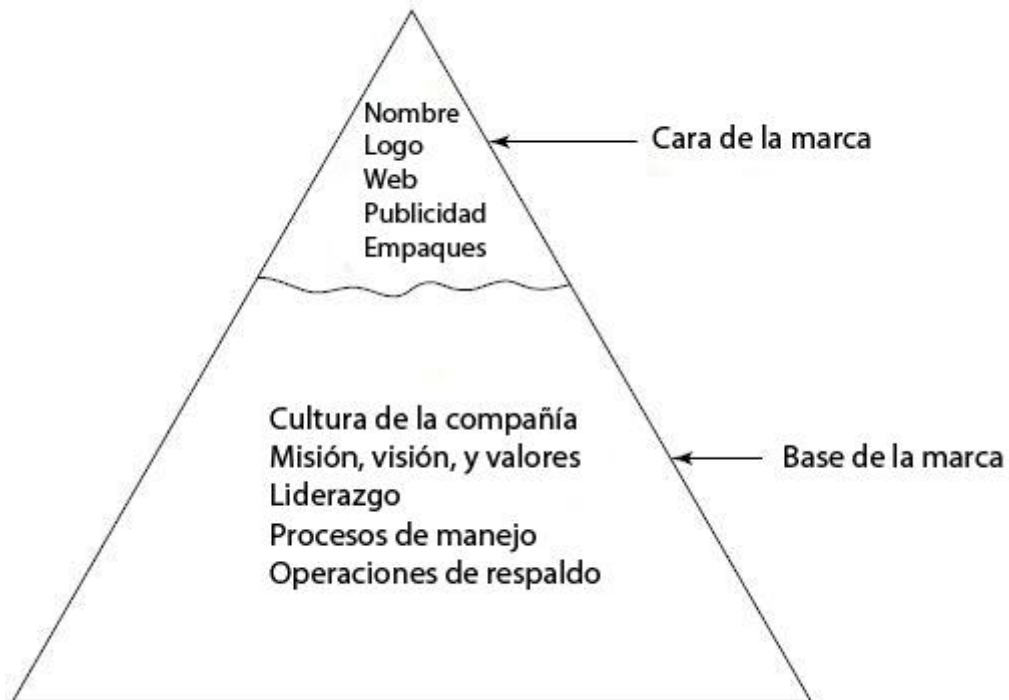 Nombre
Logo
Web
Publicidad
Empaques
Cara de la marca
Cultura de la compañía
Misión, visión, y valores
Liderazgo
Procesos de manejo
Operaciones de respaldo
Base de la marca